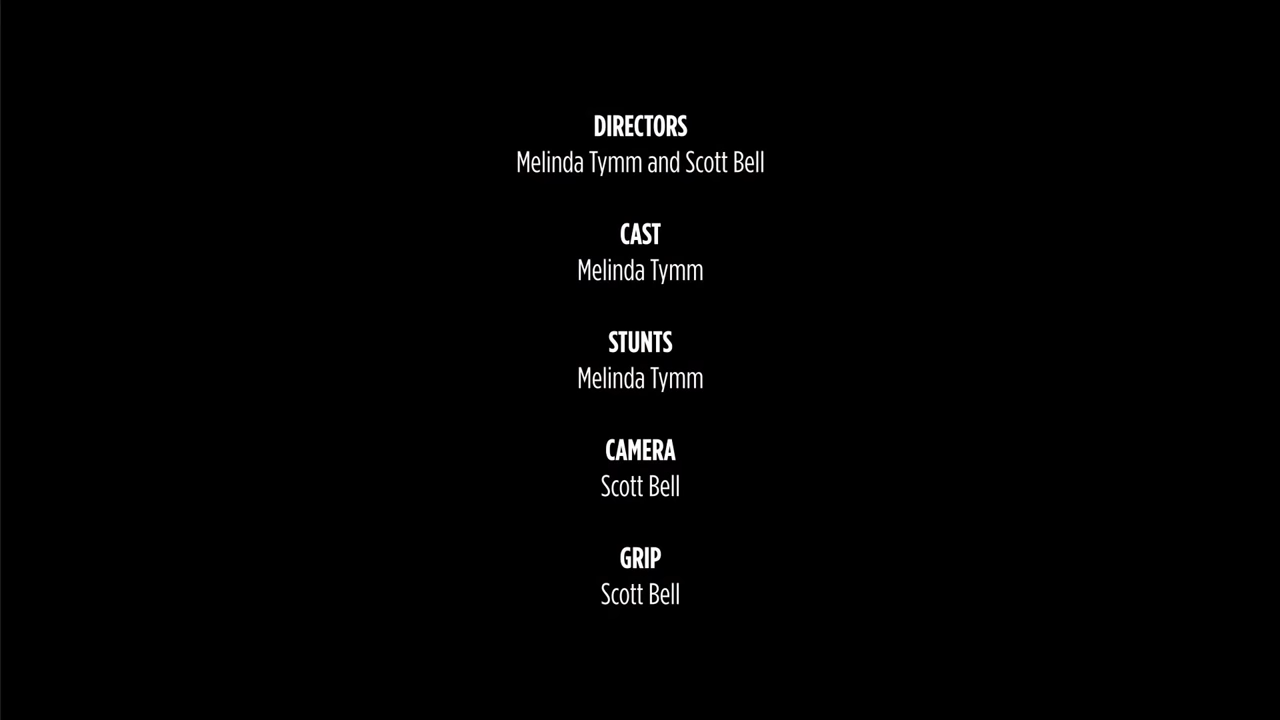 DIRECTORS
Melinda Tymm and Scott Bell
CAST
Melinda Tymm
STUNTS
Melinda Tymm
CAMERA
Scott Bell
GRIP
Scott Bell